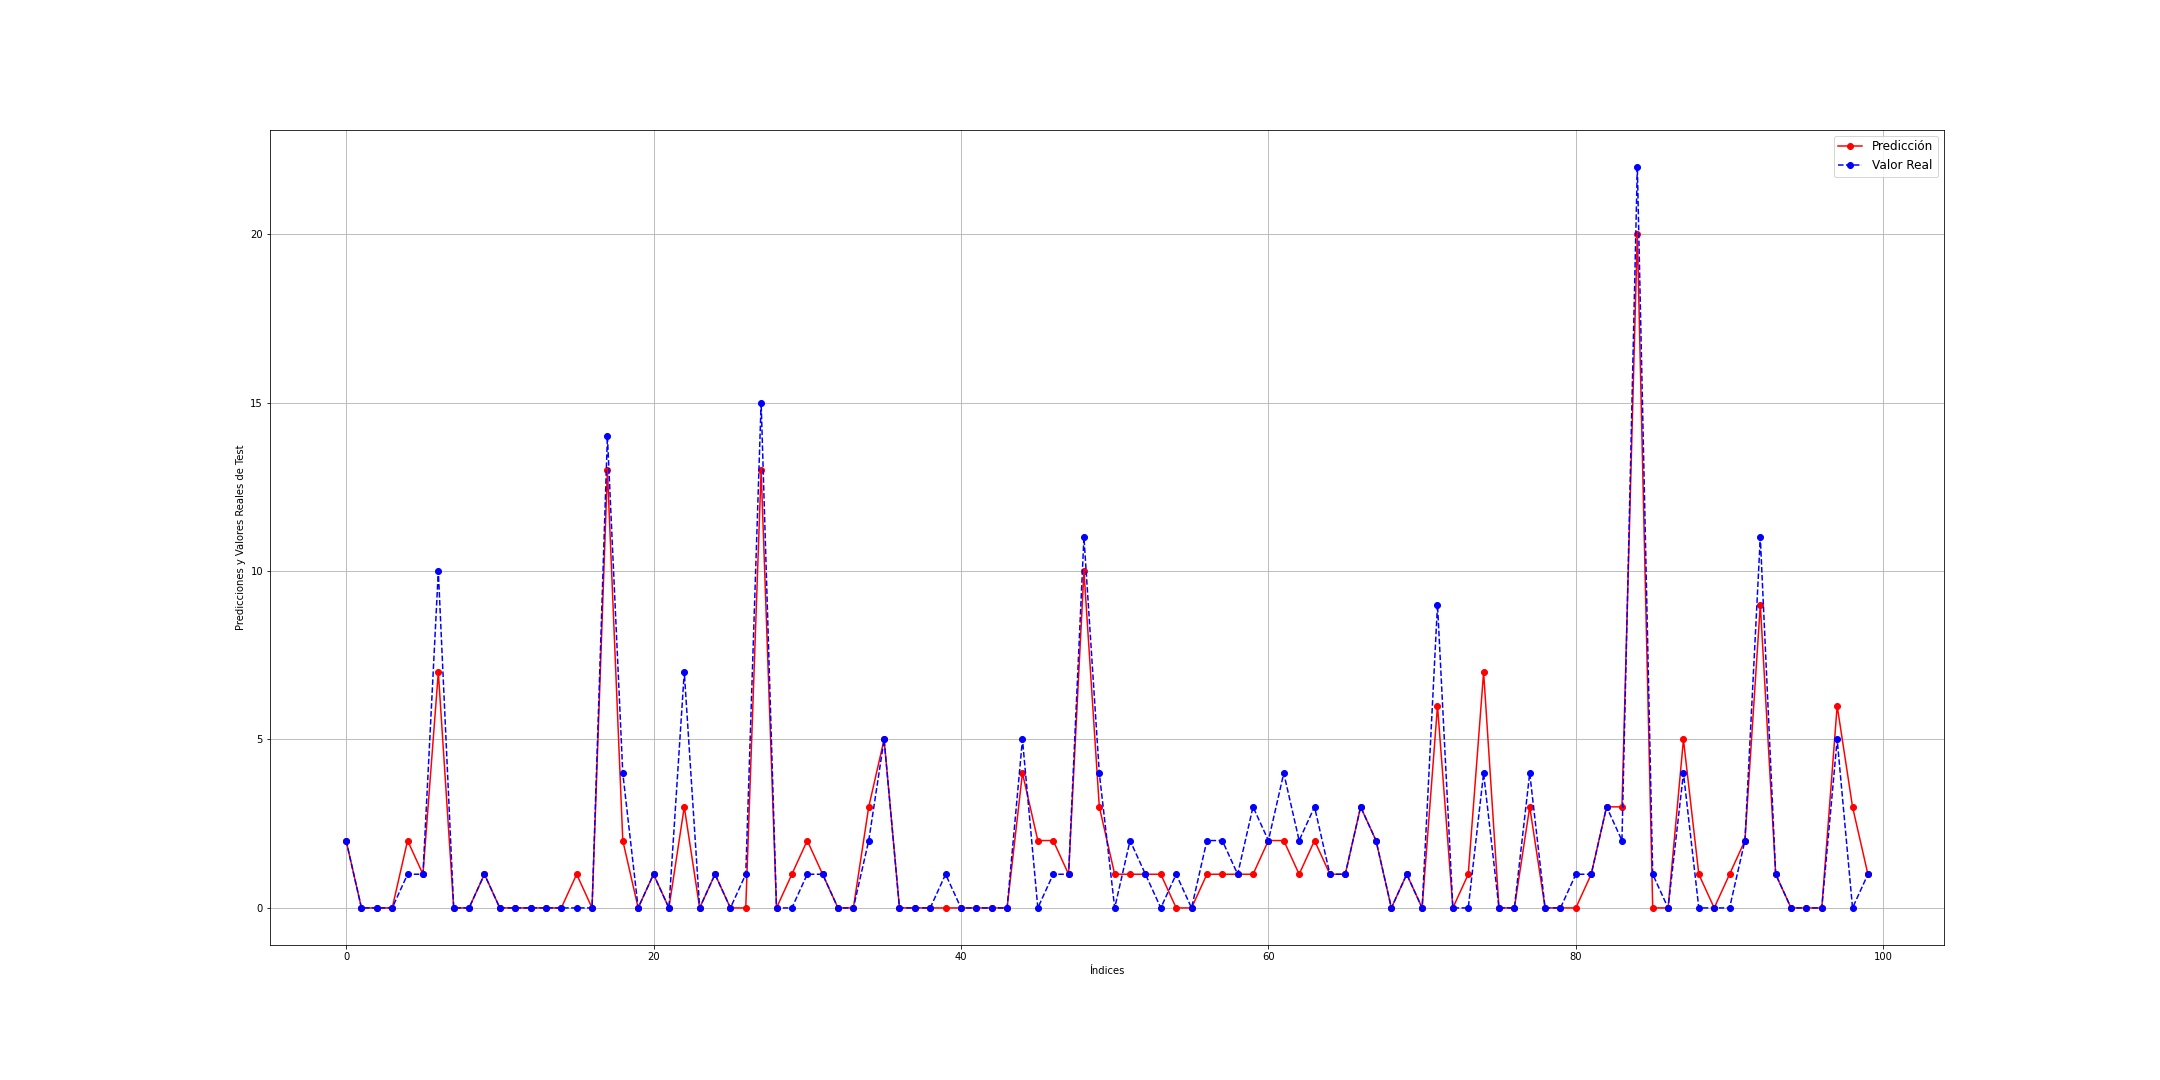 Predicción
Valor Real
20
15
10
5
0
Predicciones y Valores Reales de Test
0 20 40 60 80 100
Índices